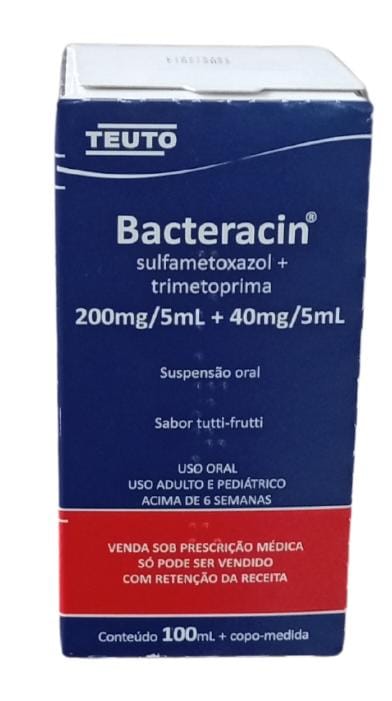 TEUTO
Bacteracin®
sulfametoxazol +
trimetoprima
200mg/5mL + 40mg/5mL
Suspensão oral
Sabor tutti-frutti
USO ORAL
USO ADULTO E PEDIÁTRICO
ACIMA DE 6 SEMANAS
VENDA SOB PRESCRIÇÃO MÉDICA
SÓ PODE SER VENDIDO
COM RETENÇÃO DA RECEITA
Conteúdo 100mL + copo-medida